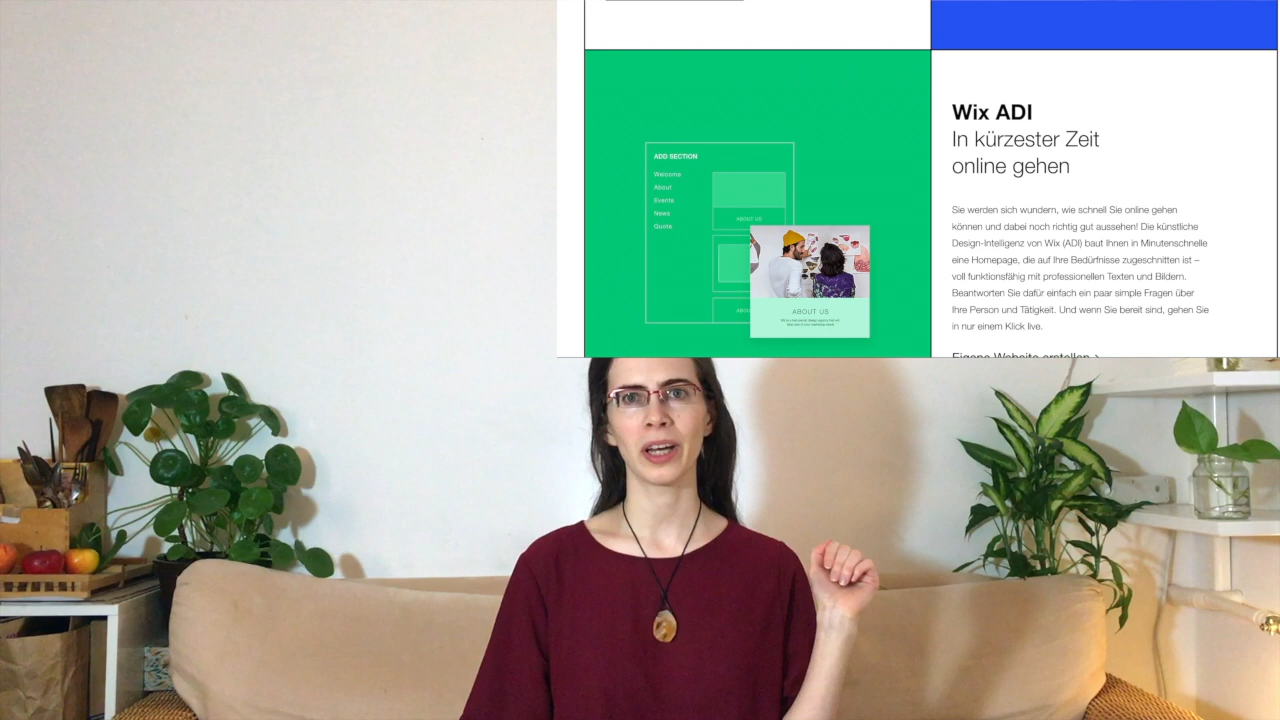 ADD SECTION
Welcome
About
Events
News
Quote
ABOUT US
ABOU
ABOUT US
Wix ADI
In kürzester Zeit
online gehen
Sie werden sich wundern, wie schnell Sie online gehen
können und dabei noch richtig gut aussehen! Die künstliche
Design-Intelligenz von Wix (ADI) baut Ihnen in Minutenschnelle
eine Homepage, die auf Ihre Bedürfnisse zugeschnitten ist –
voll funktionsfähig mit professionellen Texten und Bildern.
Beantworten Sie dafür einfach ein paar simple Fragen über
Ihre Person und Tätigkeit. Und wenn Sie bereit sind, gehen Sie
in nur einem Klick live.
Eigene Website erstellen >